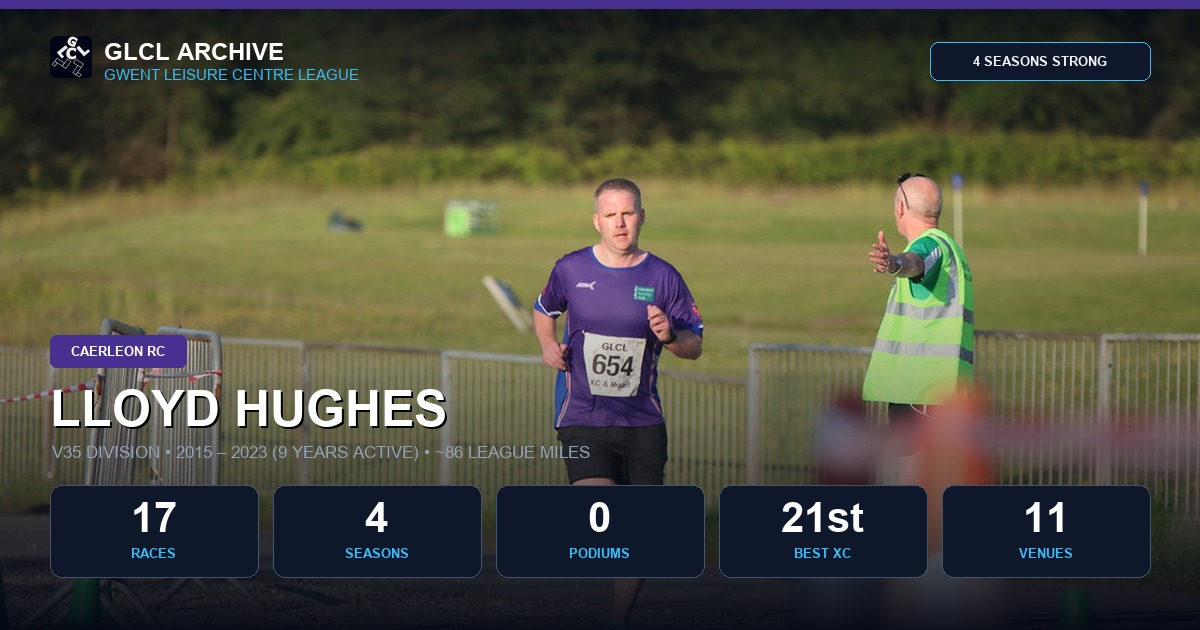 GLCL ARCHIVE
GWENT LEISURE CENTRE LEAGUE
4 SEASONS STRONG
GLCL
654
XC & Road
CAERLEON RC
LLOYD HUGHES
V35 DIVISION • 2015 – 2023 (9 YEARS ACTIVE) • ~86 LEAGUE MILES
17
RACES
4
SEASONS
0
PODIUMS
21st
BEST XC
11
VENUES